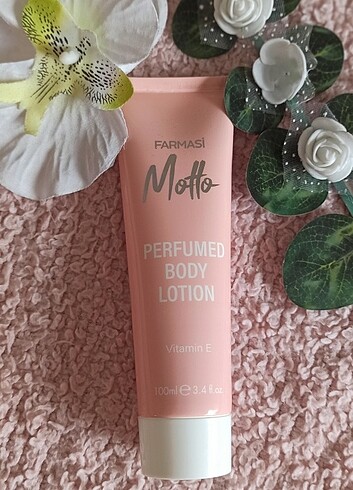 FARMASİ
Motto
PERFUMED
BODY
LOTION
Vitamin E
100ml ℮ 3.4 fl.oz.